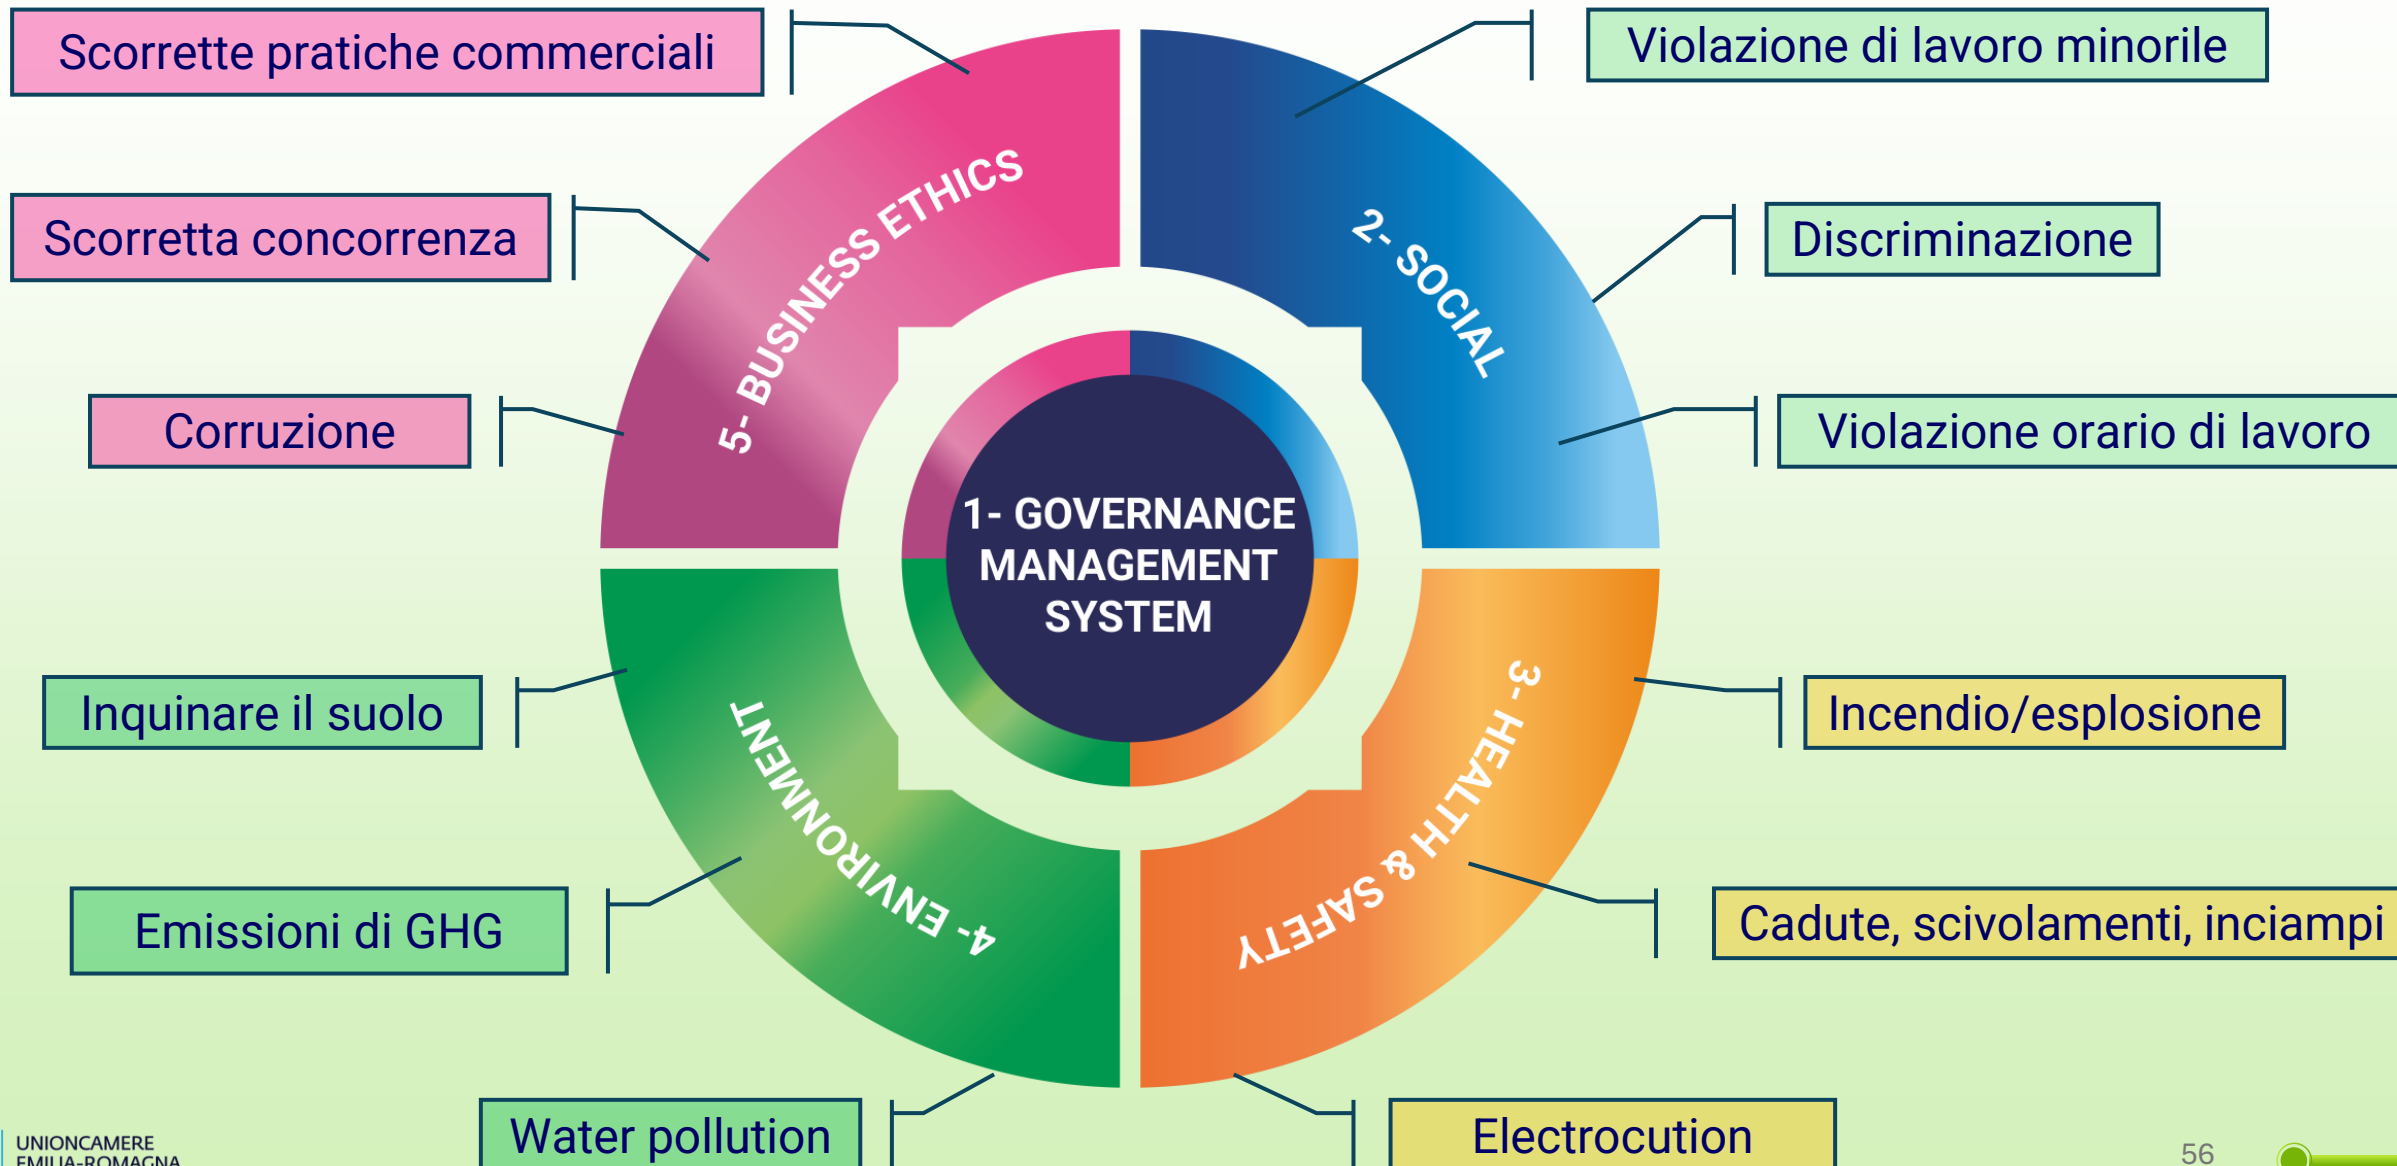 Scorrette pratiche commerciali
Violazione di lavoro minorile
Scorretta concorrenza
Discriminazione
Corruzione
Violazione orario di lavoro
5- BUSINESS ETHICS
2- SOCIAL
1- GOVERNANCE
MANAGEMENT
SYSTEM
4- ENVIRONMENT
3- HEALTH & SAFETY
Inquinare il suolo
Incendio/esplosione
Emissioni di GHG
Cadute, scivolamenti, inciampi
Water pollution
Electrocution
UNIONCAMERE
EMILIA-ROMAGNA
56